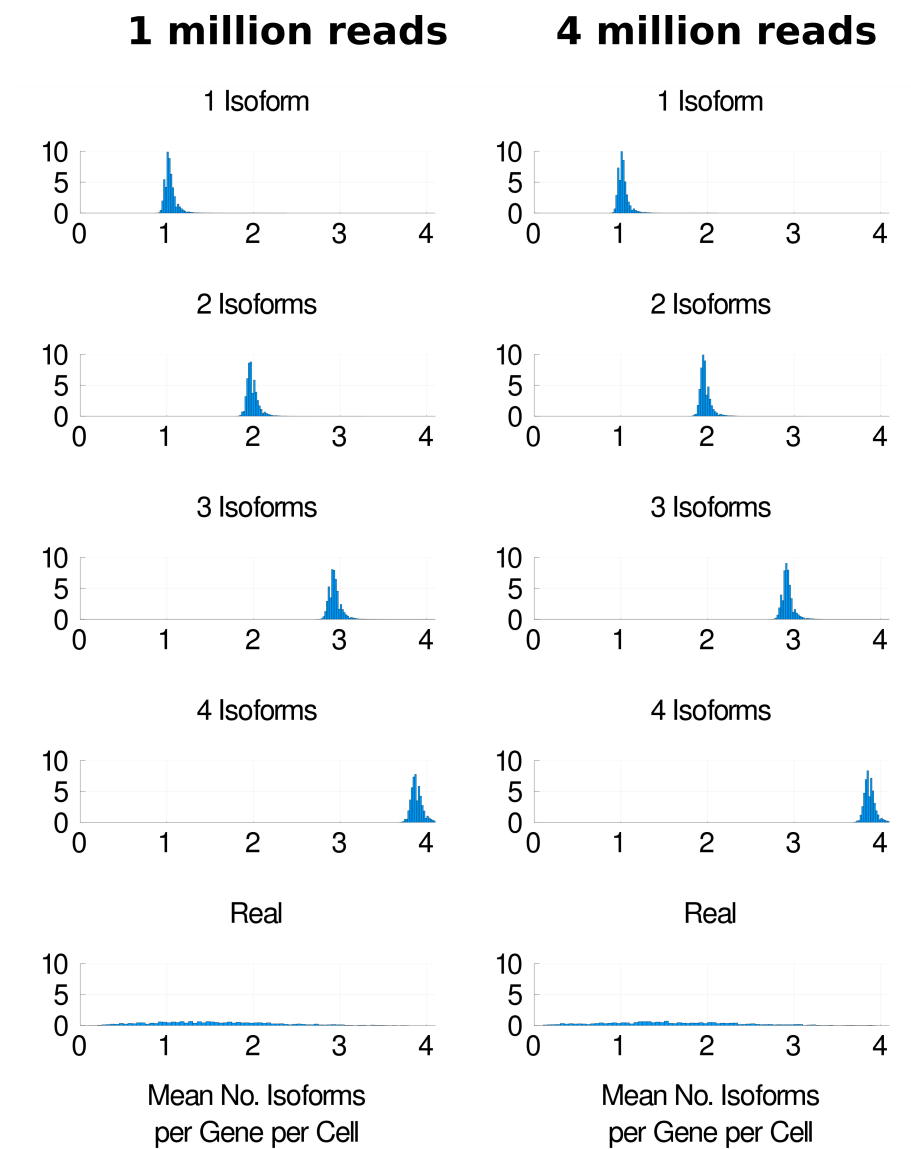 1 million reads 4 million reads
1 Isoform 1 Isoform
10 10
5 5
0 0
0 1 2 3 4 0 1 2 3 4
2 Isoforms 2 Isoforms
10 10
5 5
0 0
0 1 2 3 4 0 1 2 3 4
3 Isoforms 3 Isoforms
10 10
5 5
0 0
0 1 2 3 4 0 1 2 3 4
4 Isoforms 4 Isoforms
10 10
5 5
0 0
0 1 2 3 4 0 1 2 3 4
Real Real
10 10
5 5
0 0
0 1 2 3 4 0 1 2 3 4
Mean No. Isoforms Mean No. Isoforms
per Gene per Cell per Gene per Cell